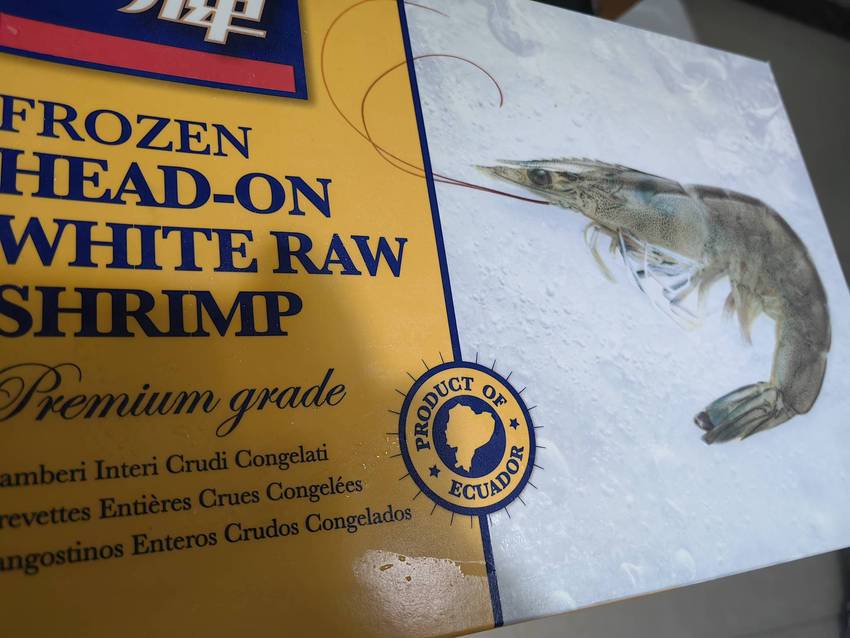 牌
FROZEN
HEAD-ON
WHITE RAW
SHRIMP
Premium grade
amberi Interi Crudi Congelati
revettes Entières Crues Congelées
angostinos Enteros Crudos Congelados
PRODUCT OF
ECUADOR